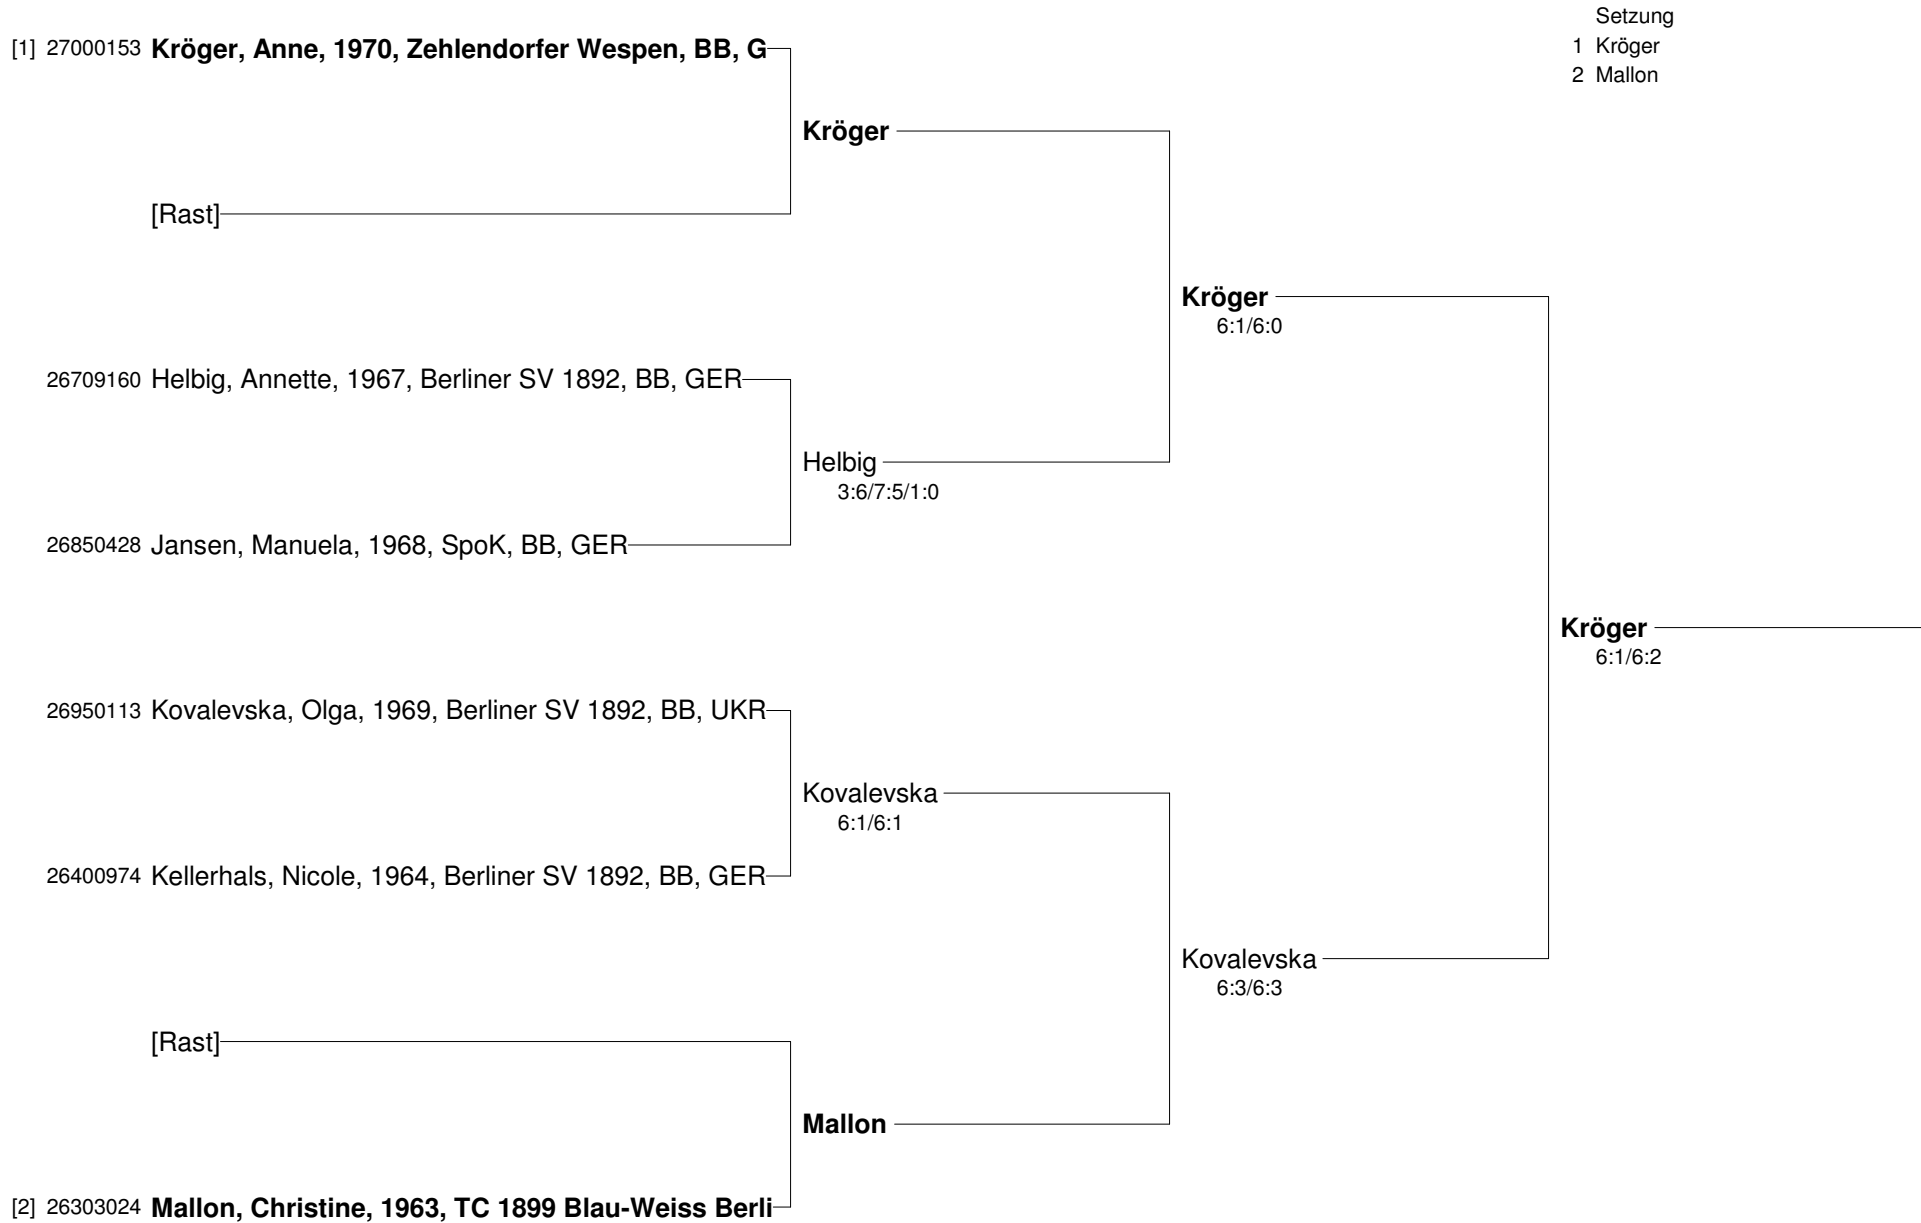 Setzung
1 Kröger
2 Mallon
[1] 27000153 Kröger, Anne, 1970, Zehlendorfer Wespen, BB, G
Kröger
[Rast]
Kröger
6:1/6:0
26709160 Helbig, Annette, 1967, Berliner SV 1892, BB, GER
Helbig
3:6/7:5/1:0
26850428 Jansen, Manuela, 1968, SpoK, BB, GER
Kröger
6:1/6:2
26950113 Kovalevska, Olga, 1969, Berliner SV 1892, BB, UKR
Kovalevska
6:1/6:1
26400974 Kellerhals, Nicole, 1964, Berliner SV 1892, BB, GER
Kovalevska
6:3/6:3
[Rast]
Mallon
[2] 26303024 Mallon, Christine, 1963, TC 1899 Blau-Weiss Berli